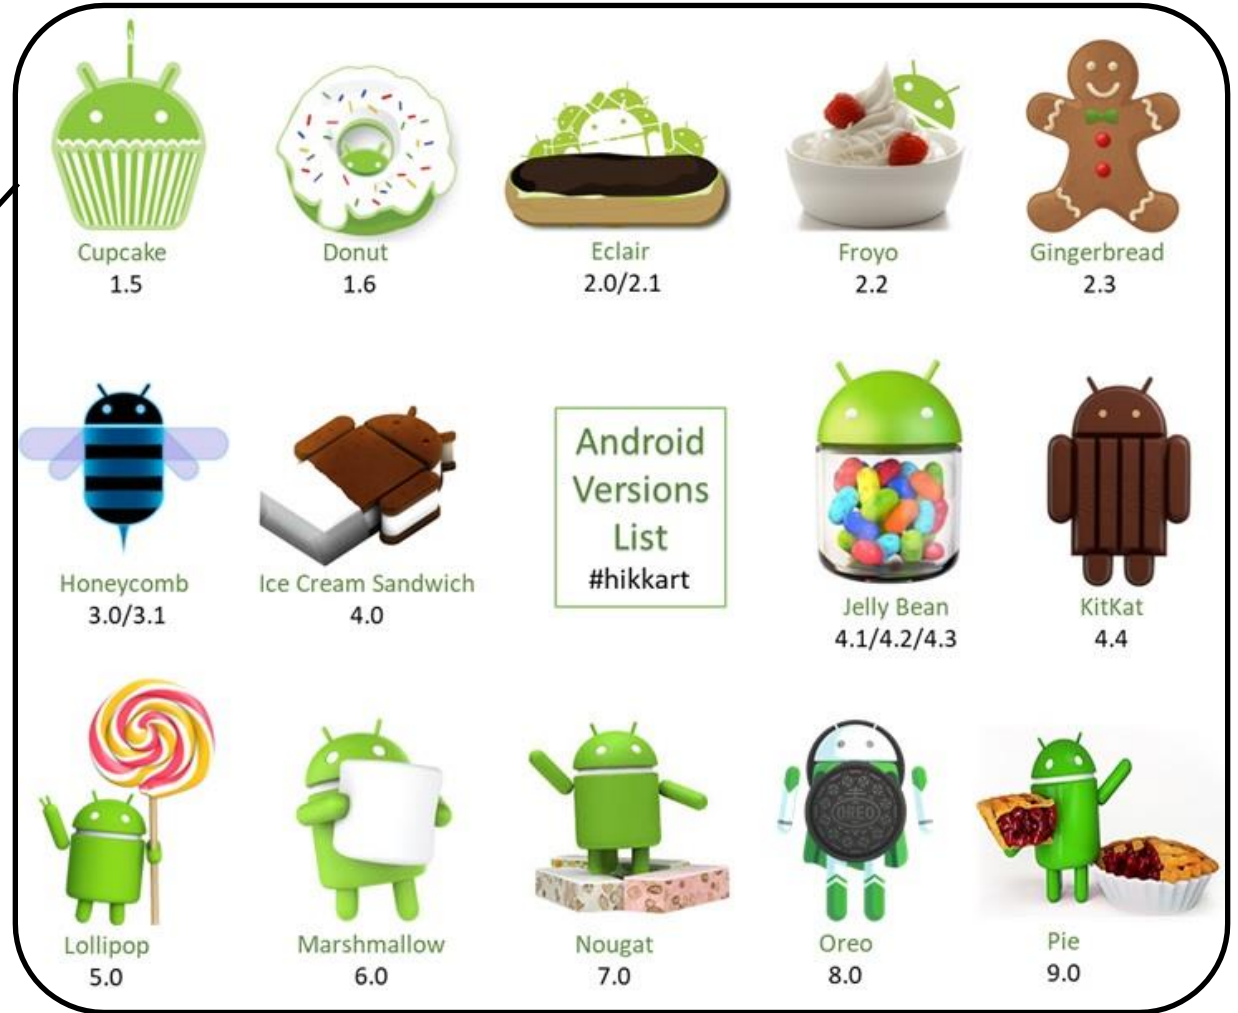 Cupcake
1.5
Donut
1.6
Eclair
2.0/2.1
Froyo
2.2
Gingerbread
2.3
Honeycomb
3.0/3.1
Ice Cream Sandwich
4.0
Android
Versions
List
#hikkart
Jelly Bean
4.1/4.2/4.3
KitKat
4.4
Lollipop
5.0
Marshmallow
6.0
Nougat
7.0
OREO
Oreo
8.0
Pie
9.0